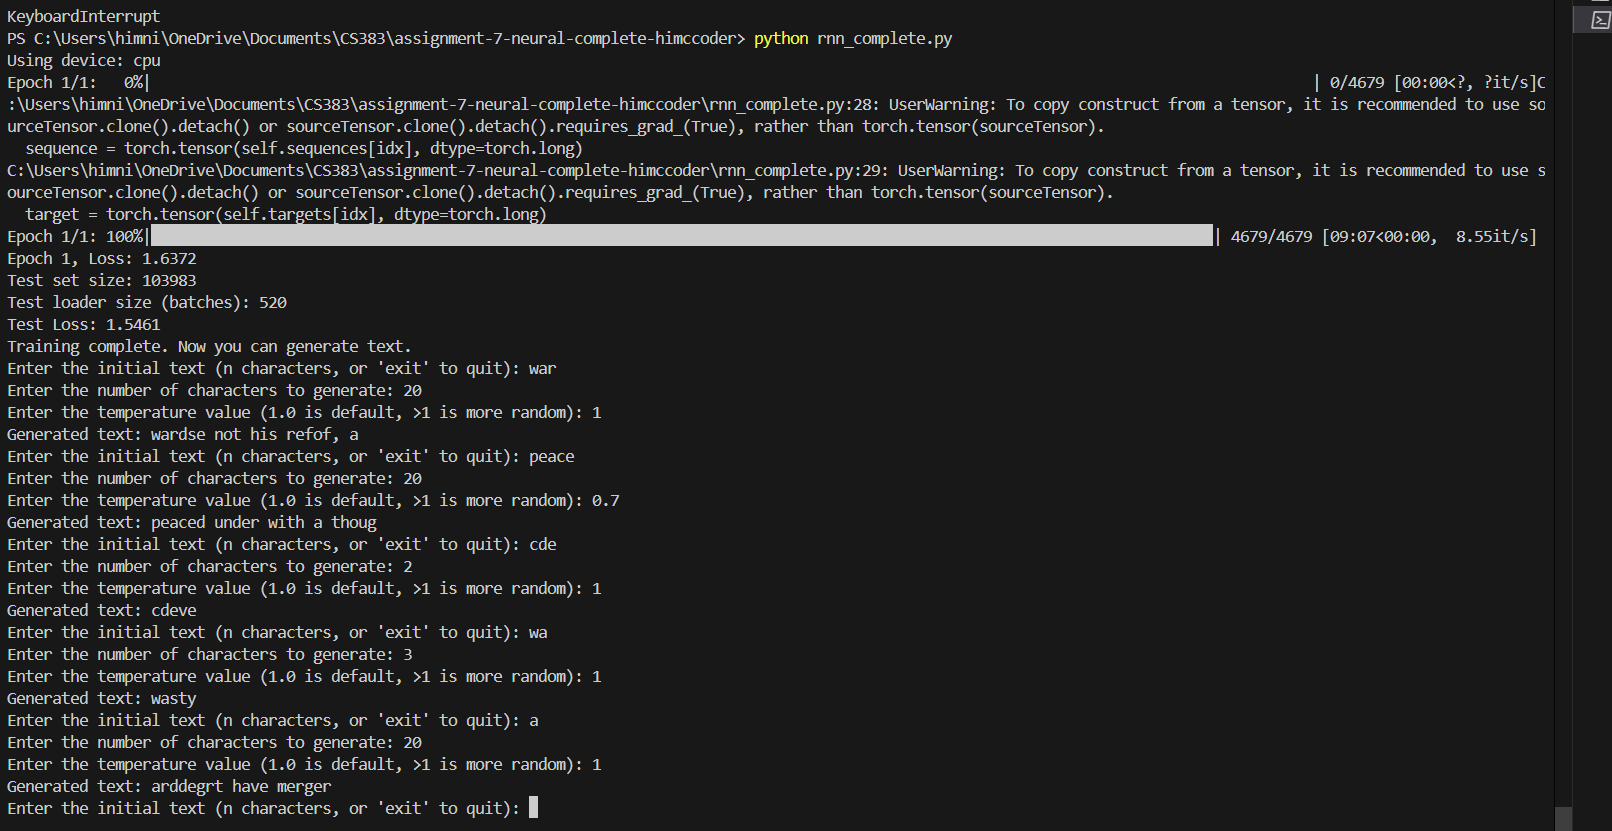 KeyboardInterrupt
PS C:\Users\himni\OneDrive\Documents\CS383\assignment-7-neural-complete-himccoder> python rnn_complete.py
Using device: cpu
Epoch 1/1:   0%|                                                                 | 0/4679 [00:00<?, ?it/s]C
:\Users\himni\OneDrive\Documents\CS383\assignment-7-neural-complete-himccoder\rnn_complete.py:28: UserWarning: To copy construct from a tensor, it is recommended to use so
urceTensor.clone().detach() or sourceTensor.clone().detach().requires_grad_(True), rather than torch.tensor(sourceTensor).
  sequence = torch.tensor(self.sequences[idx], dtype=torch.long)
C:\Users\himni\OneDrive\Documents\CS383\assignment-7-neural-complete-himccoder\rnn_complete.py:29: UserWarning: To copy construct from a tensor, it is recommended to use s
ourceTensor.clone().detach() or sourceTensor.clone().detach().requires_grad_(True), rather than torch.tensor(sourceTensor).
  target = torch.tensor(self.targets[idx], dtype=torch.long)
Epoch 1/1: 100%|                                                                 | 4679/4679 [09:07<00:00,  8.55it/s]
Epoch 1, Loss: 1.6372
Test set size: 103983
Test loader size (batches): 520
Test Loss: 1.5461
Training complete. Now you can generate text.
Enter the initial text (n characters, or 'exit' to quit): war
Enter the number of characters to generate: 20
Enter the temperature value (1.0 is default, >1 is more random): 1
Generated text: wardse not his refof, a
Enter the initial text (n characters, or 'exit' to quit): peace
Enter the number of characters to generate: 20
Enter the temperature value (1.0 is default, >1 is more random): 0.7
Generated text: peaced under with a thoug
Enter the initial text (n characters, or 'exit' to quit): cde
Enter the number of characters to generate: 2
Enter the temperature value (1.0 is default, >1 is more random): 1
Generated text: cdeve
Enter the initial text (n characters, or 'exit' to quit): wa
Enter the number of characters to generate: 3
Enter the temperature value (1.0 is default, >1 is more random): 1
Generated text: wasty
Enter the initial text (n characters, or 'exit' to quit): a
Enter the number of characters to generate: 20
Enter the temperature value (1.0 is default, >1 is more random): 1
Generated text: arddegrt have merger
Enter the initial text (n characters, or 'exit' to quit):